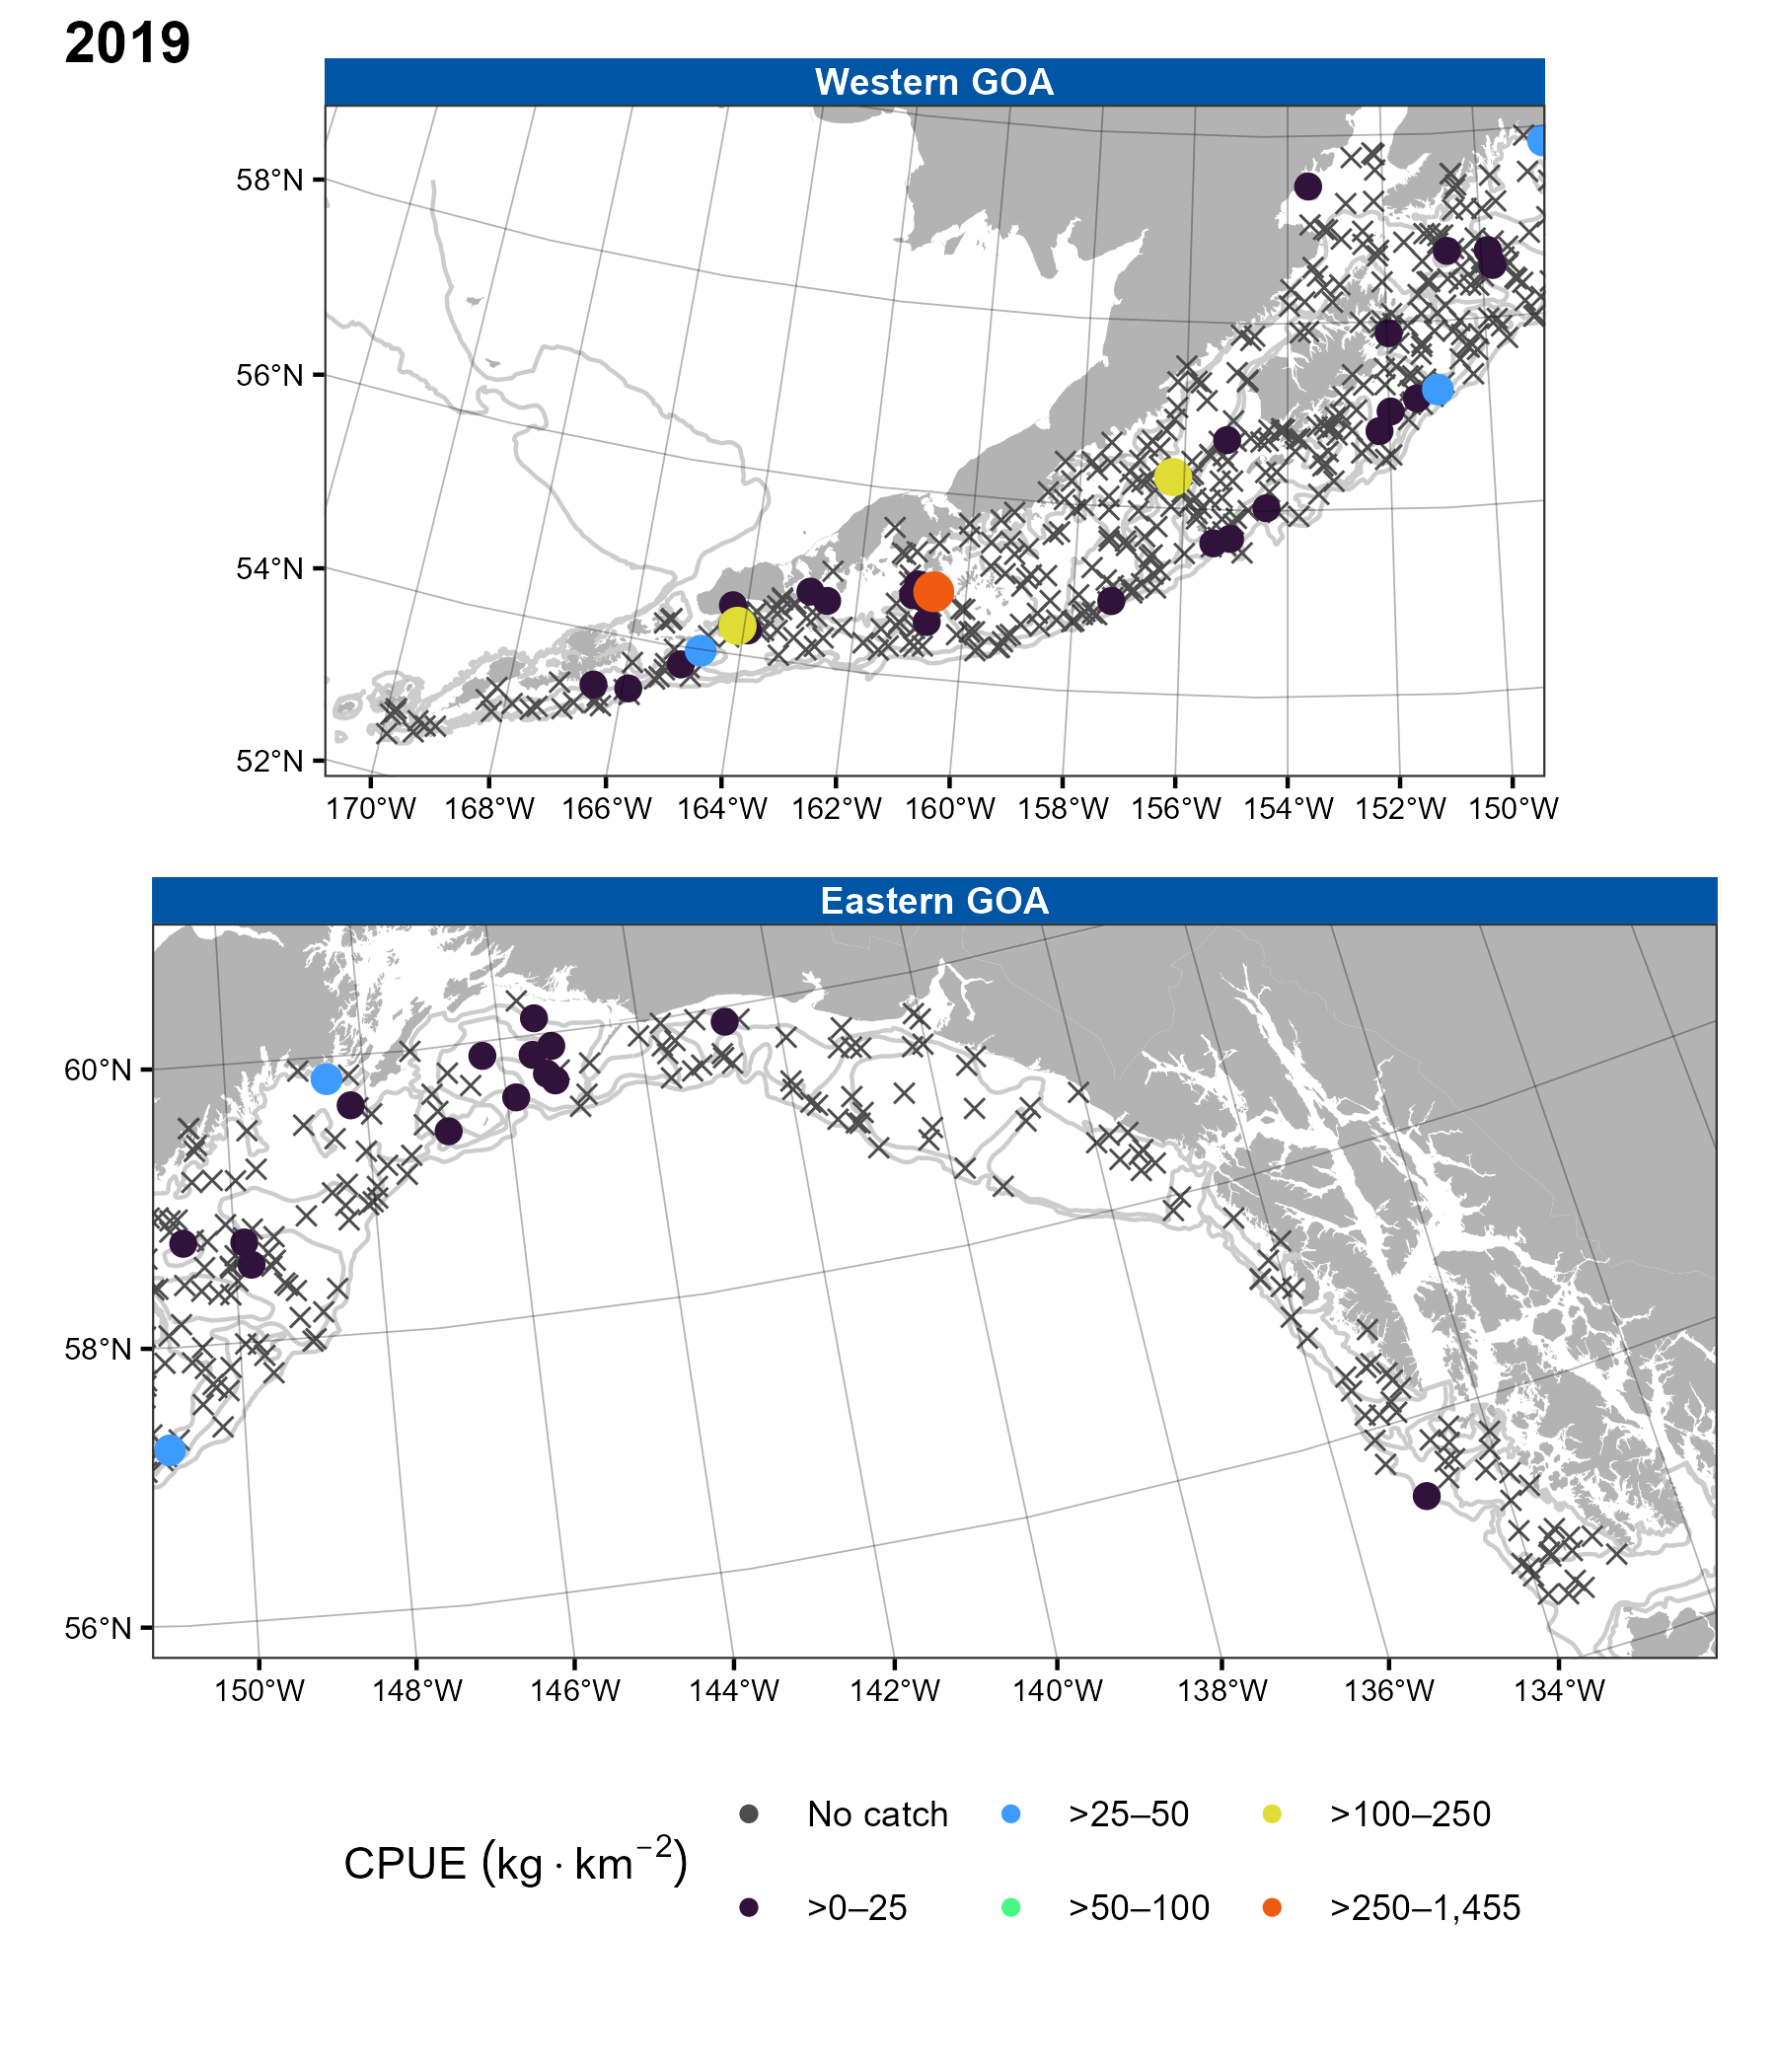 2019
Western GOA
58°N
56°N
54°N
52°N
170°W 168°W 166°W 164°W 162°W 160°W 158°W 156°W 154°W 152°W 150°W
Eastern GOA
60°N
58°N
56°N
150°W 148°W 146°W 144°W 142°W 140°W 138°W 136°W 134°W
No catch >25–50 >100–250
CPUE (kg · km⁻²)
>0–25 >50–100 >250–1,455